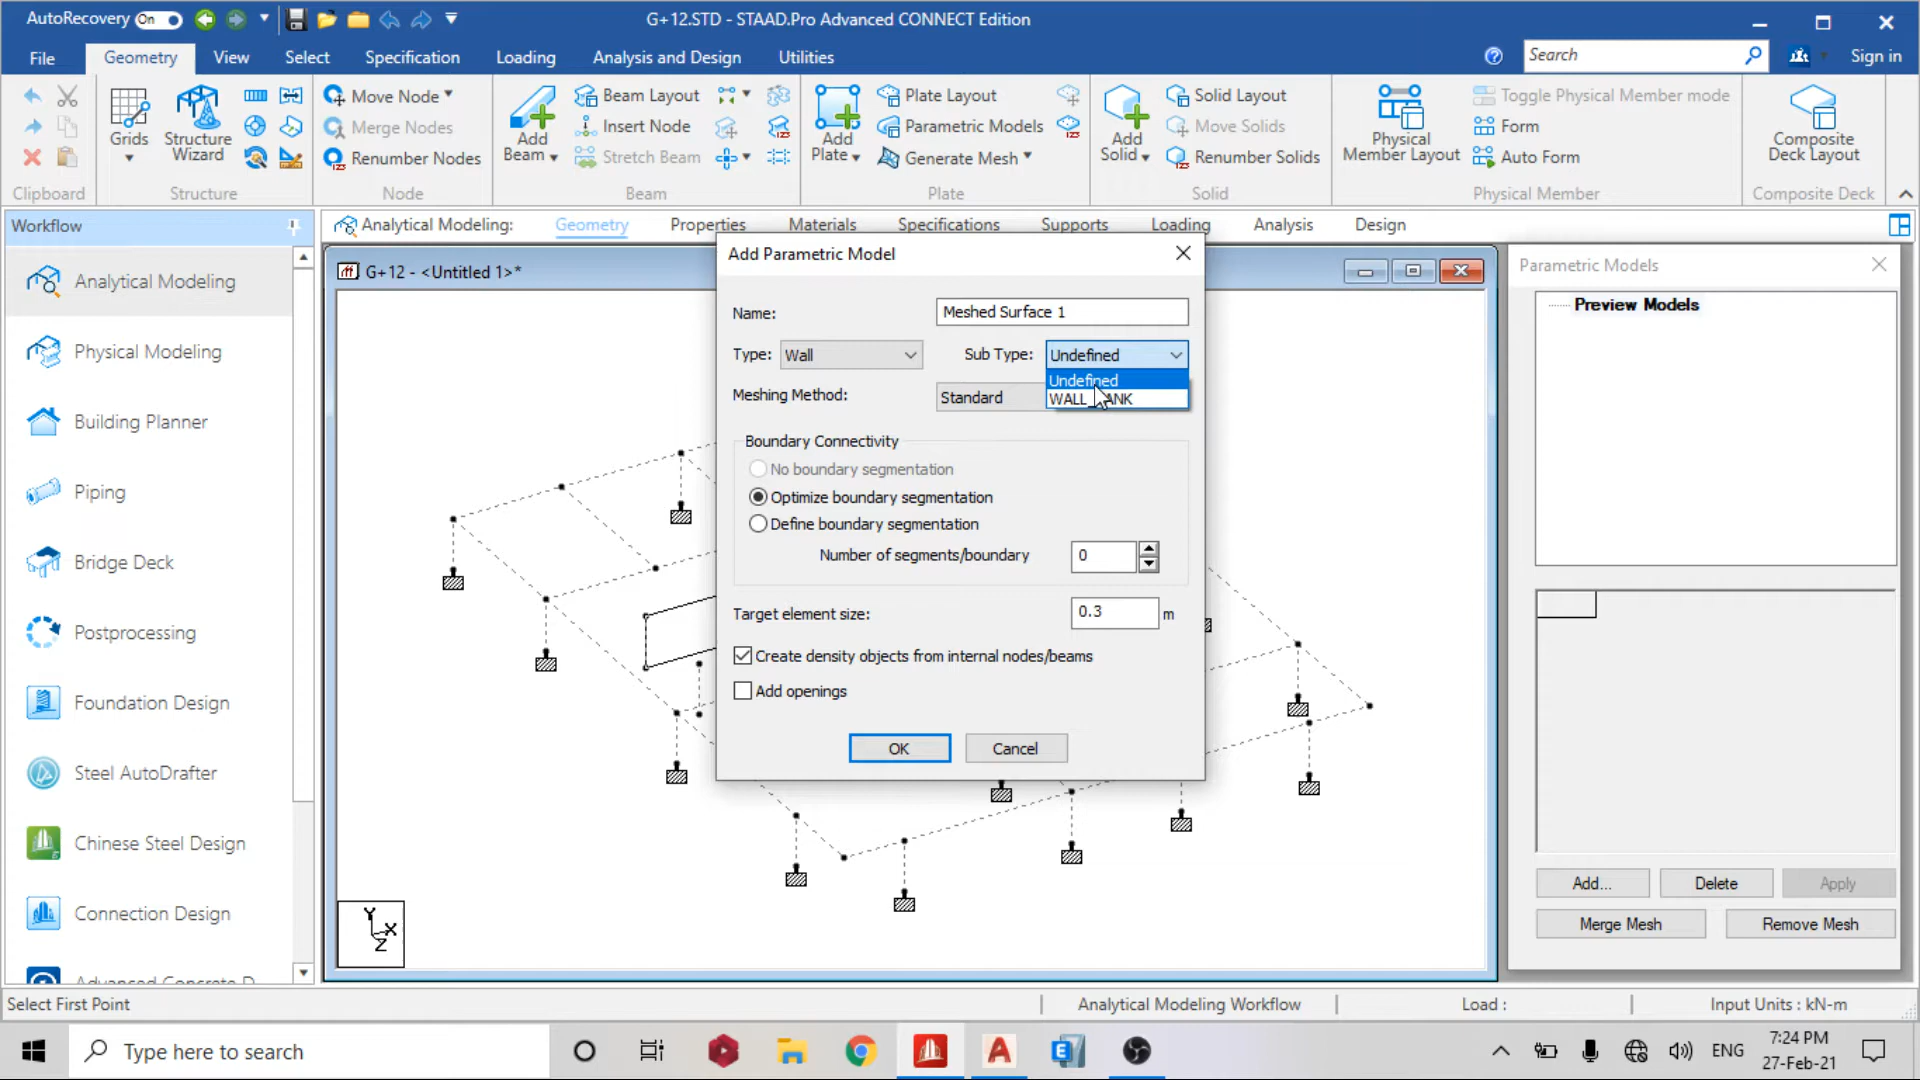 AutoRecovery On
G+12.STD - STAAD.Pro Advanced CONNECT Edition
File Geometry View Select Specification Loading Analysis and Design Utilities
Search
Sign in
Grids
Structure Wizard
Move Node
Merge Nodes
Renumber Nodes
Add Beam
Beam Layout
Insert Node
Stretch Beam
Add Plate
Plate Layout
Parametric Models
Generate Mesh
Add Solid
Solid Layout
Move Solids
Renumber Solids
Physical Member Layout
Toggle Physical Member mode
Form
Auto Form
Composite Deck Layout
Clipboard Structure Node Beam Plate Solid Physical Member Composite Deck
Workflow
Analytical Modeling: Geometry Properties Materials Specifications Supports Loading Analysis Design
Analytical Modeling
Physical Modeling
Building Planner
Piping
Bridge Deck
Postprocessing
Foundation Design
Steel AutoDrafter
Chinese Steel Design
Connection Design
Advanced Concrete D
G+12 - <Untitled 1>*
Y
X
Z
Add Parametric Model
Name: Meshed Surface 1
Type: Wall Sub Type: Undefined
Undefined
Meshing Method: Standard
Boundary Connectivity
No boundary segmentation
Optimize boundary segmentation
Define boundary segmentation
Number of segments/boundary 0
Target element size: 0.3 m
Create density objects from internal nodes/beams
Add openings
OK Cancel
Parametric Models
Preview Models
Add... Delete Apply
Merge Mesh Remove Mesh
Select First Point
Analytical Modeling Workflow
Load :
Input Units : kN-m
Type here to search
ENG
7:24 PM
27-Feb-21